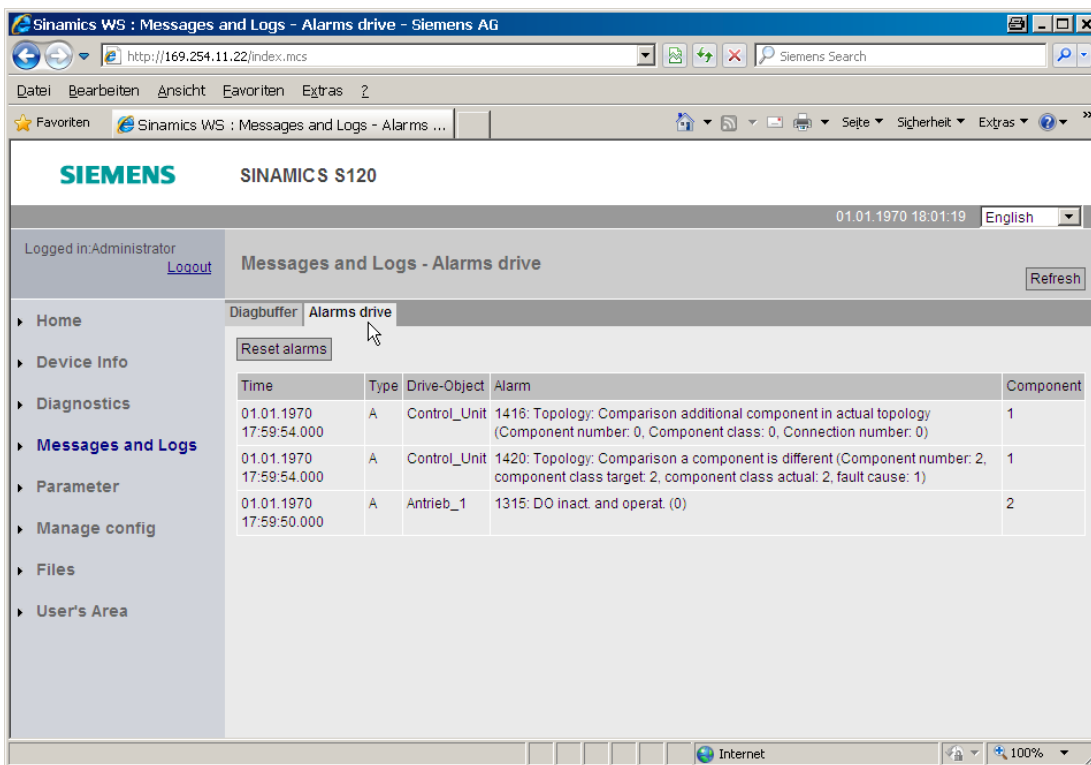 Sinamics WS : Messages and Logs - Alarms drive - Siemens AG
http://169.254.11.22/index.mcs
Siemens Search
Datei Bearbeiten Ansicht Favoriten Extras ?
Favoriten Sinamics WS : Messages and Logs - Alarms ... Seite Sicherheit Extras »
SIEMENS SINAMICS S120
01.01.1970 18:01:19 English
Logged in:Administrator
Logout
Messages and Logs - Alarms drive
Refresh
Home
Device Info
Diagnostics
Messages and Logs
Parameter
Manage config
Files
User's Area
Diagbuffer Alarms drive
Reset alarms
Time Type Drive-Object Alarm Component
01.01.1970 A Control_Unit 1416: Topology: Comparison additional component in actual topology 1
17:59:54.000 (Component number: 0, Component class: 0, Connection number: 0)
01.01.1970 A Control_Unit 1420: Topology: Comparison a component is different (Component number: 2, 1
17:59:54.000 component class target: 2, component class actual: 2, fault cause: 1)
01.01.1970 A Antrieb_1 1315: DO inact. and operat. (0) 2
17:59:50.000
Internet 100%